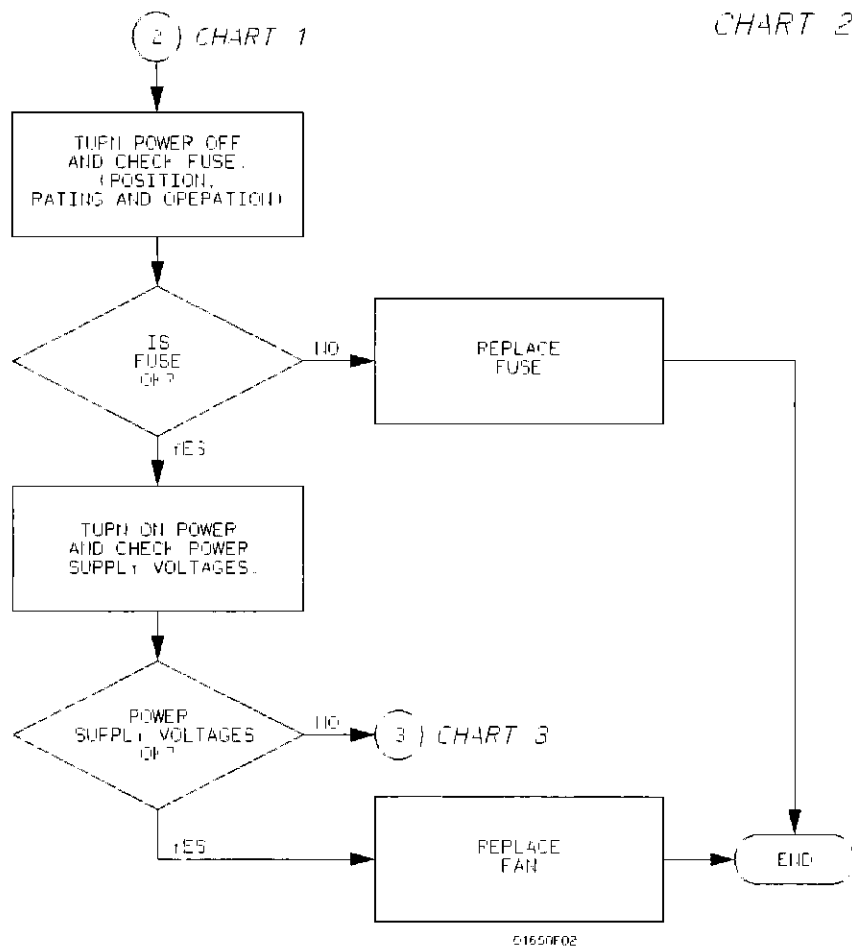 2 CHART 1
CHART 2
TURN POWER OFF
AND CHECK FUSE.
(POSITION,
RATING AND OPERATION)
IS
FUSE
OK?
NO
REPLACE
FUSE
YES
TURN ON POWER
AND CHECK POWER
SUPPLY VOLTAGES.
POWER
SUPPLY VOLTAGES
OK?
NO
3 CHART 3
YES
REPLACE
FAN
END